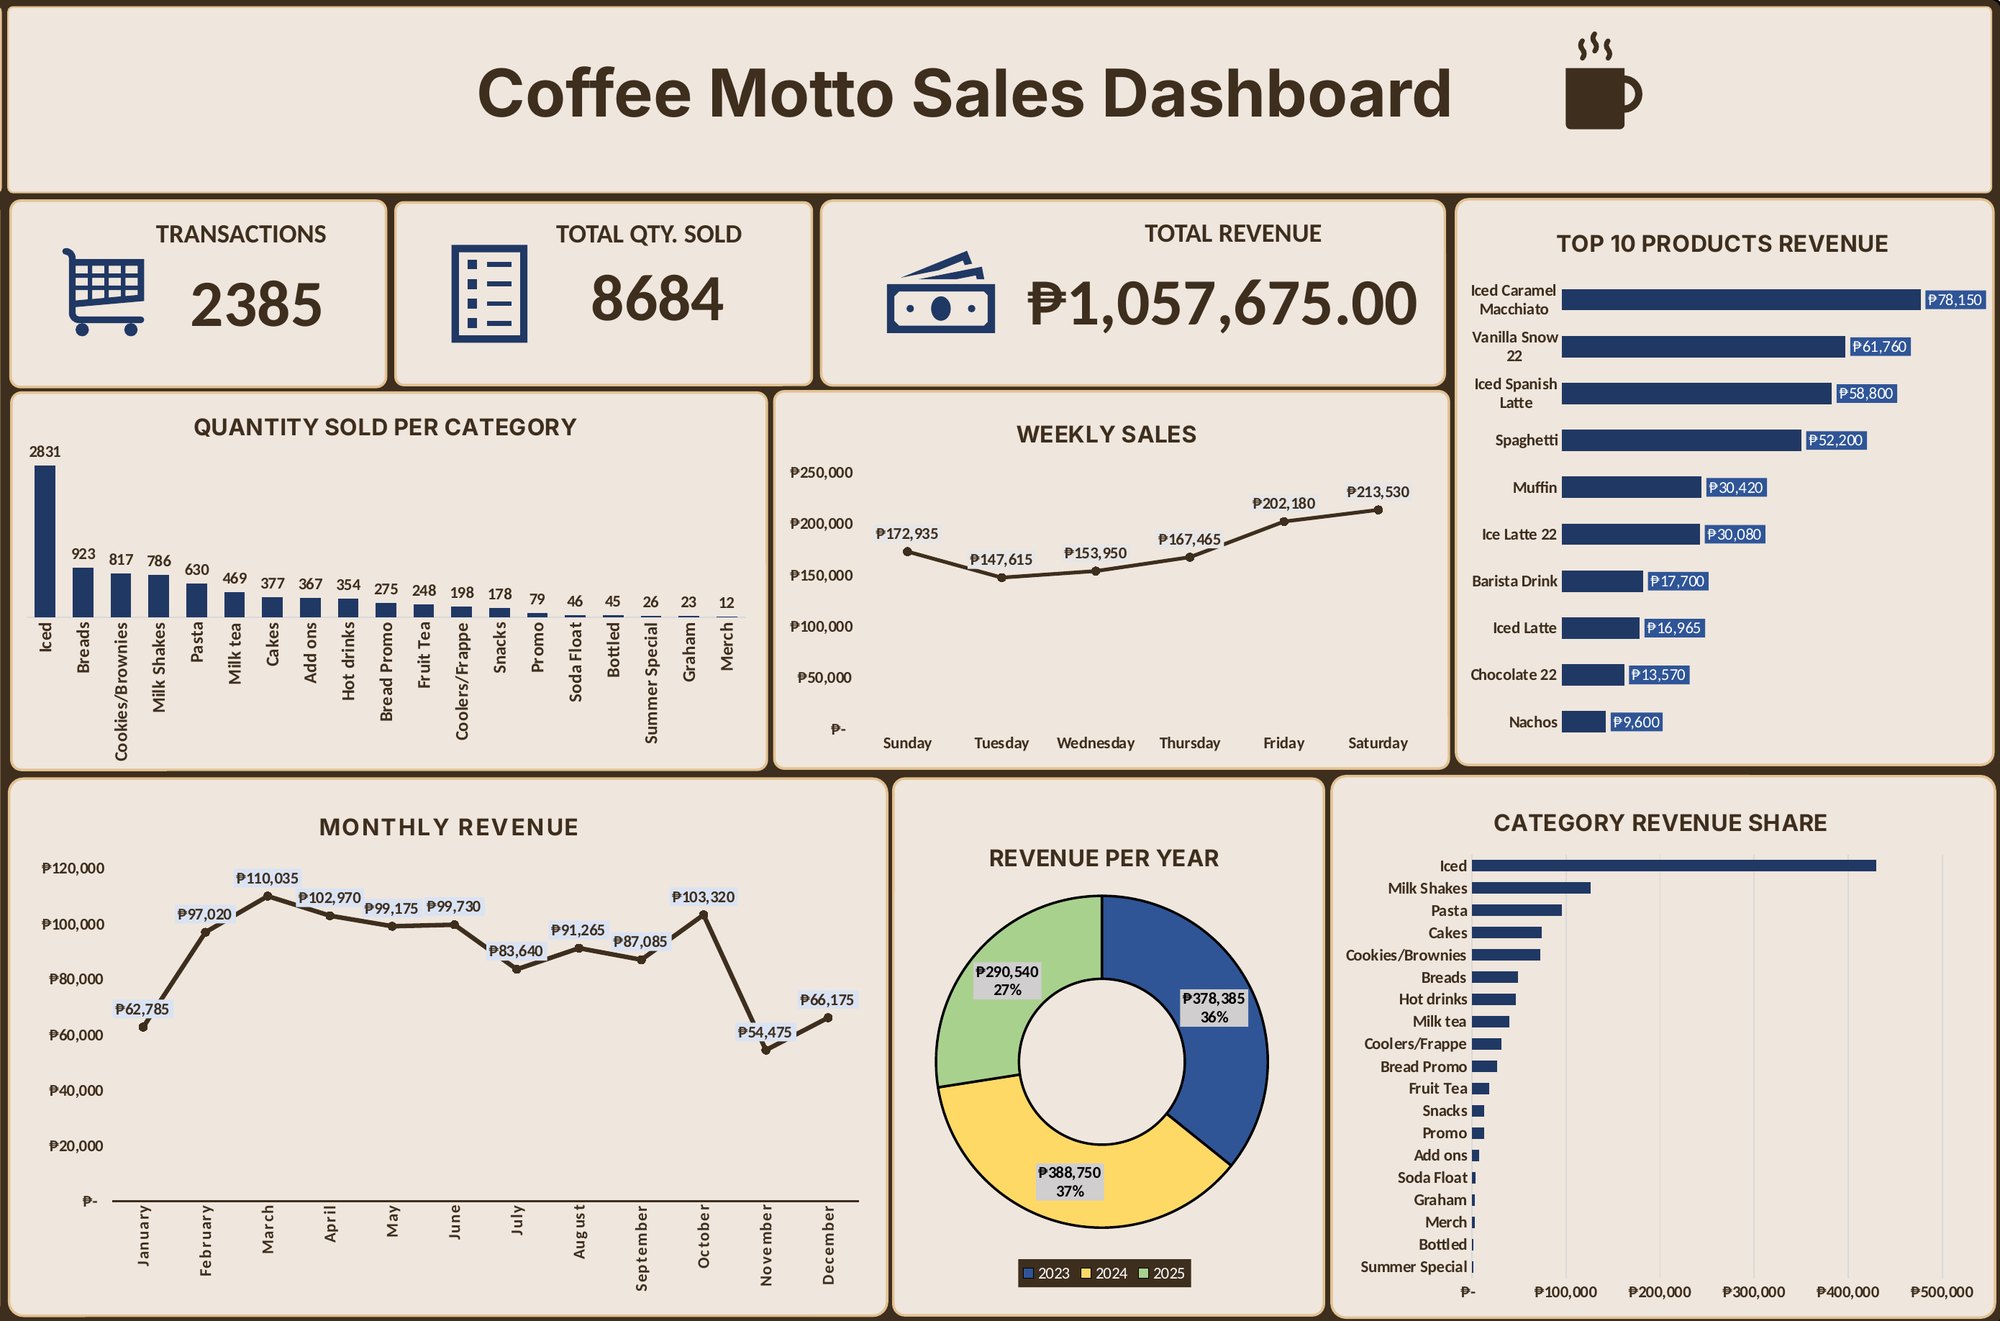 Coffee Motto Sales Dashboard
TRANSACTIONS
2385
TOTAL QTY. SOLD
8684
TOTAL REVENUE
₱1,057,675.00
TOP 10 PRODUCTS REVENUE
Iced Caramel
Macchiato
₱78,150
Vanilla Snow
22
₱61,760
Iced Spanish
Latte
₱58,800
Spaghetti
₱52,200
Muffin
₱30,420
Ice Latte 22
₱30,080
Barista Drink
₱17,700
Iced Latte
₱16,965
Chocolate 22
₱13,570
Nachos
₱9,600
QUANTITY SOLD PER CATEGORY
2831
923
817
786
630
469
377
367
354
275
248
198
178
79
46
45
26
23
12
Iced
Breads
Cookies/Brownies
Milk Shakes
Pasta
Milk tea
Cakes
Add ons
Hot drinks
Bread Promo
Fruit Tea
Coolers/Frappe
Snacks
Promo
Soda Float
Bottled
Summer Special
Graham
Merch
WEEKLY SALES
₱250,000
₱200,000
₱150,000
₱100,000
₱50,000
₱-
₱172,935
₱147,615
₱153,950
₱167,465
₱202,180
₱213,530
Sunday
Tuesday
Wednesday
Thursday
Friday
Saturday
MONTHLY REVENUE
₱120,000
₱100,000
₱80,000
₱60,000
₱40,000
₱20,000
₱-
₱62,785
₱97,020
₱110,035
₱102,970
₱99,175
₱99,730
₱83,640
₱91,265
₱87,085
₱103,320
₱54,475
₱66,175
January
February
March
April
May
June
July
August
September
October
November
December
REVENUE PER YEAR
₱290,540
27%
₱378,385
36%
₱388,750
37%
2023
2024
2025
CATEGORY REVENUE SHARE
Iced
Milk Shakes
Pasta
Cakes
Cookies/Brownies
Breads
Hot drinks
Milk tea
Coolers/Frappe
Bread Promo
Fruit Tea
Snacks
Promo
Add ons
Soda Float
Graham
Merch
Bottled
Summer Special
₱-
₱100,000
₱200,000
₱300,000
₱400,000
₱500,000